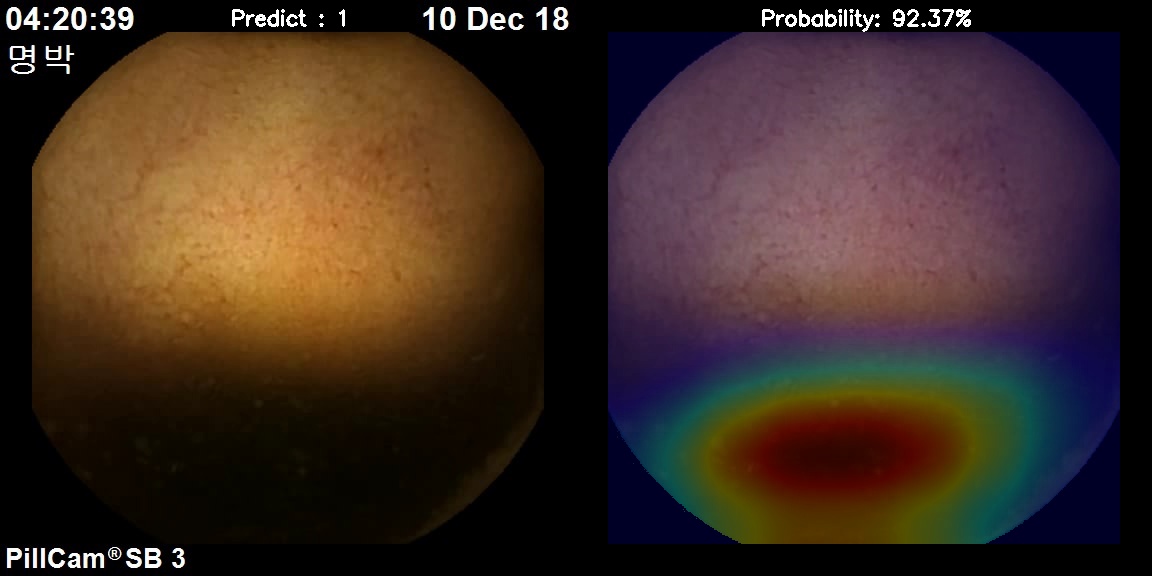 04:20:39
Predict : 1
10 Dec 18
Probability: 92.37%
명박
PillCam® SB 3